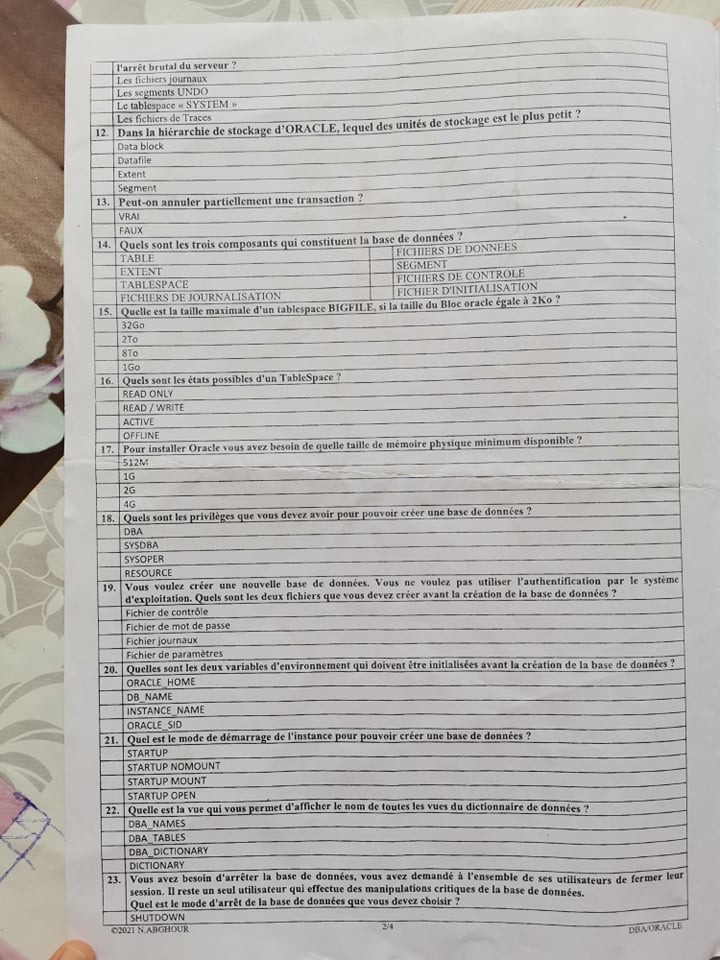 l'arrêt brutal du serveur ?
Les fichiers journaux
Les segments UNDO
Le tablespace « SYSTEM »
Les fichiers de Traces
12. Dans la hiérarchie de stockage d'ORACLE, lequel des unités de stockage est le plus petit ?
Data block
Datafile
Extent
Segment
13. Peut-on annuler partiellement une transaction ?
VRAI
FAUX
14. Quels sont les trois composants qui constituent la base de données ?
TABLE FICHIERS DE DONNEES
EXTENT SEGMENT
TABLESPACE FICHIERS DE CONTROLE
FICHIERS DE JOURNALISATION FICHIER D'INITIALISATION
15. Quelle est la taille maximale d'un tablespace BIGFILE, si la taille du Bloc oracle égale à 2Ko ?
32Go
2To
8To
1Go
16. Quels sont les états possibles d'un TableSpace ?
READ ONLY
READ / WRITE
ACTIVE
OFFLINE
17. Pour installer Oracle vous avez besoin de quelle taille de mémoire physique minimum disponible ?
512M
1G
2G
4G
18. Quels sont les privilèges que vous devez avoir pour pouvoir créer une base de données ?
DBA
SYSDBA
SYSOPER
RESOURCE
19. Vous voulez créer une nouvelle base de données. Vous ne voulez pas utiliser l'authentification par le système
d'exploitation. Quels sont les deux fichiers que vous devez créer avant la création de la base de données ?
Fichier de contrôle
Fichier de mot de passe
Fichier journaux
Fichier de paramètres
20. Quelles sont les deux variables d'environnement qui doivent être initialisées avant la création de la base de données ?
ORACLE_HOME
DB_NAME
INSTANCE_NAME
ORACLE_SID
21. Quel est le mode de démarrage de l'instance pour pouvoir créer une base de données ?
STARTUP
STARTUP NOMOUNT
STARTUP MOUNT
STARTUP OPEN
22. Quelle est la vue qui vous permet d'afficher le nom de toutes les vues du dictionnaire de données ?
DBA_NAMES
DBA_TABLES
DBA_DICTIONARY
DICTIONARY
23. Vous avez besoin d'arrêter la base de données, vous avez demandé à l'ensemble de ses utilisateurs de fermer leur
session. Il reste un seul utilisateur qui effectue des manipulations critiques de la base de données.
Quel est le mode d'arrêt de la base de données que vous devez choisir ?
SHUTDOWN
©2021 N.ABGHOUR 2/4 DBA/ORACLE